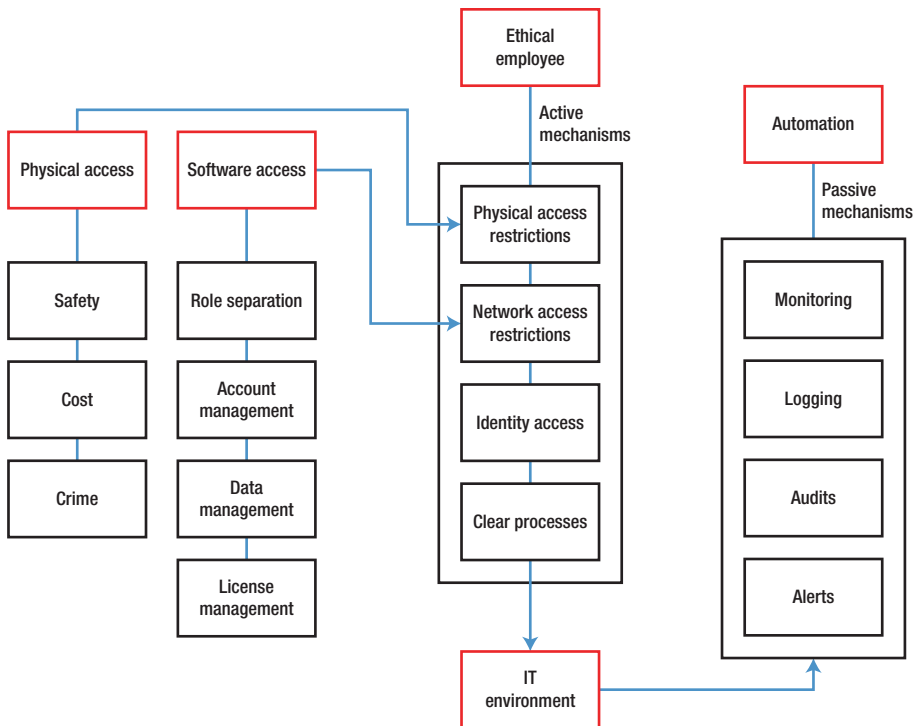 Ethical
employee
Active
mechanisms
Automation
Passive
mechanisms
Physical access
Software access
Safety
Cost
Crime
Role separation
Account
management
Data
management
License
management
Physical access
restrictions
Network access
restrictions
Identity access
Clear processes
IT
environment
Monitoring
Logging
Audits
Alerts